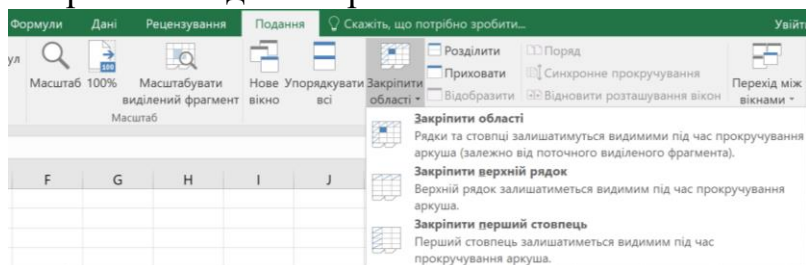 Формули Дані Рецензування Подання Скажіть, що потрібно зробити...
Масштаб 100% Масштабувати виділений фрагмент
Масштаб
Нове вікно
Упорядкувати всі
Закріпити області
Розділити
Приховати
Відобразити
Поряд
Синхронне прокручування
Відновити розташування вікон
Перехід між вікнами
Закріпити області
Рядки та стовпці залишатимуться видимими під час прокручування
аркуша (залежно від поточного виділеного фрагмента).
Закріпити верхній рядок
Верхній рядок залишатиметься видимим під час прокручування
аркуша.
Закріпити перший стовпець
Перший стовпець залишатиметься видимим під час
прокручування аркуша.
F G H I J